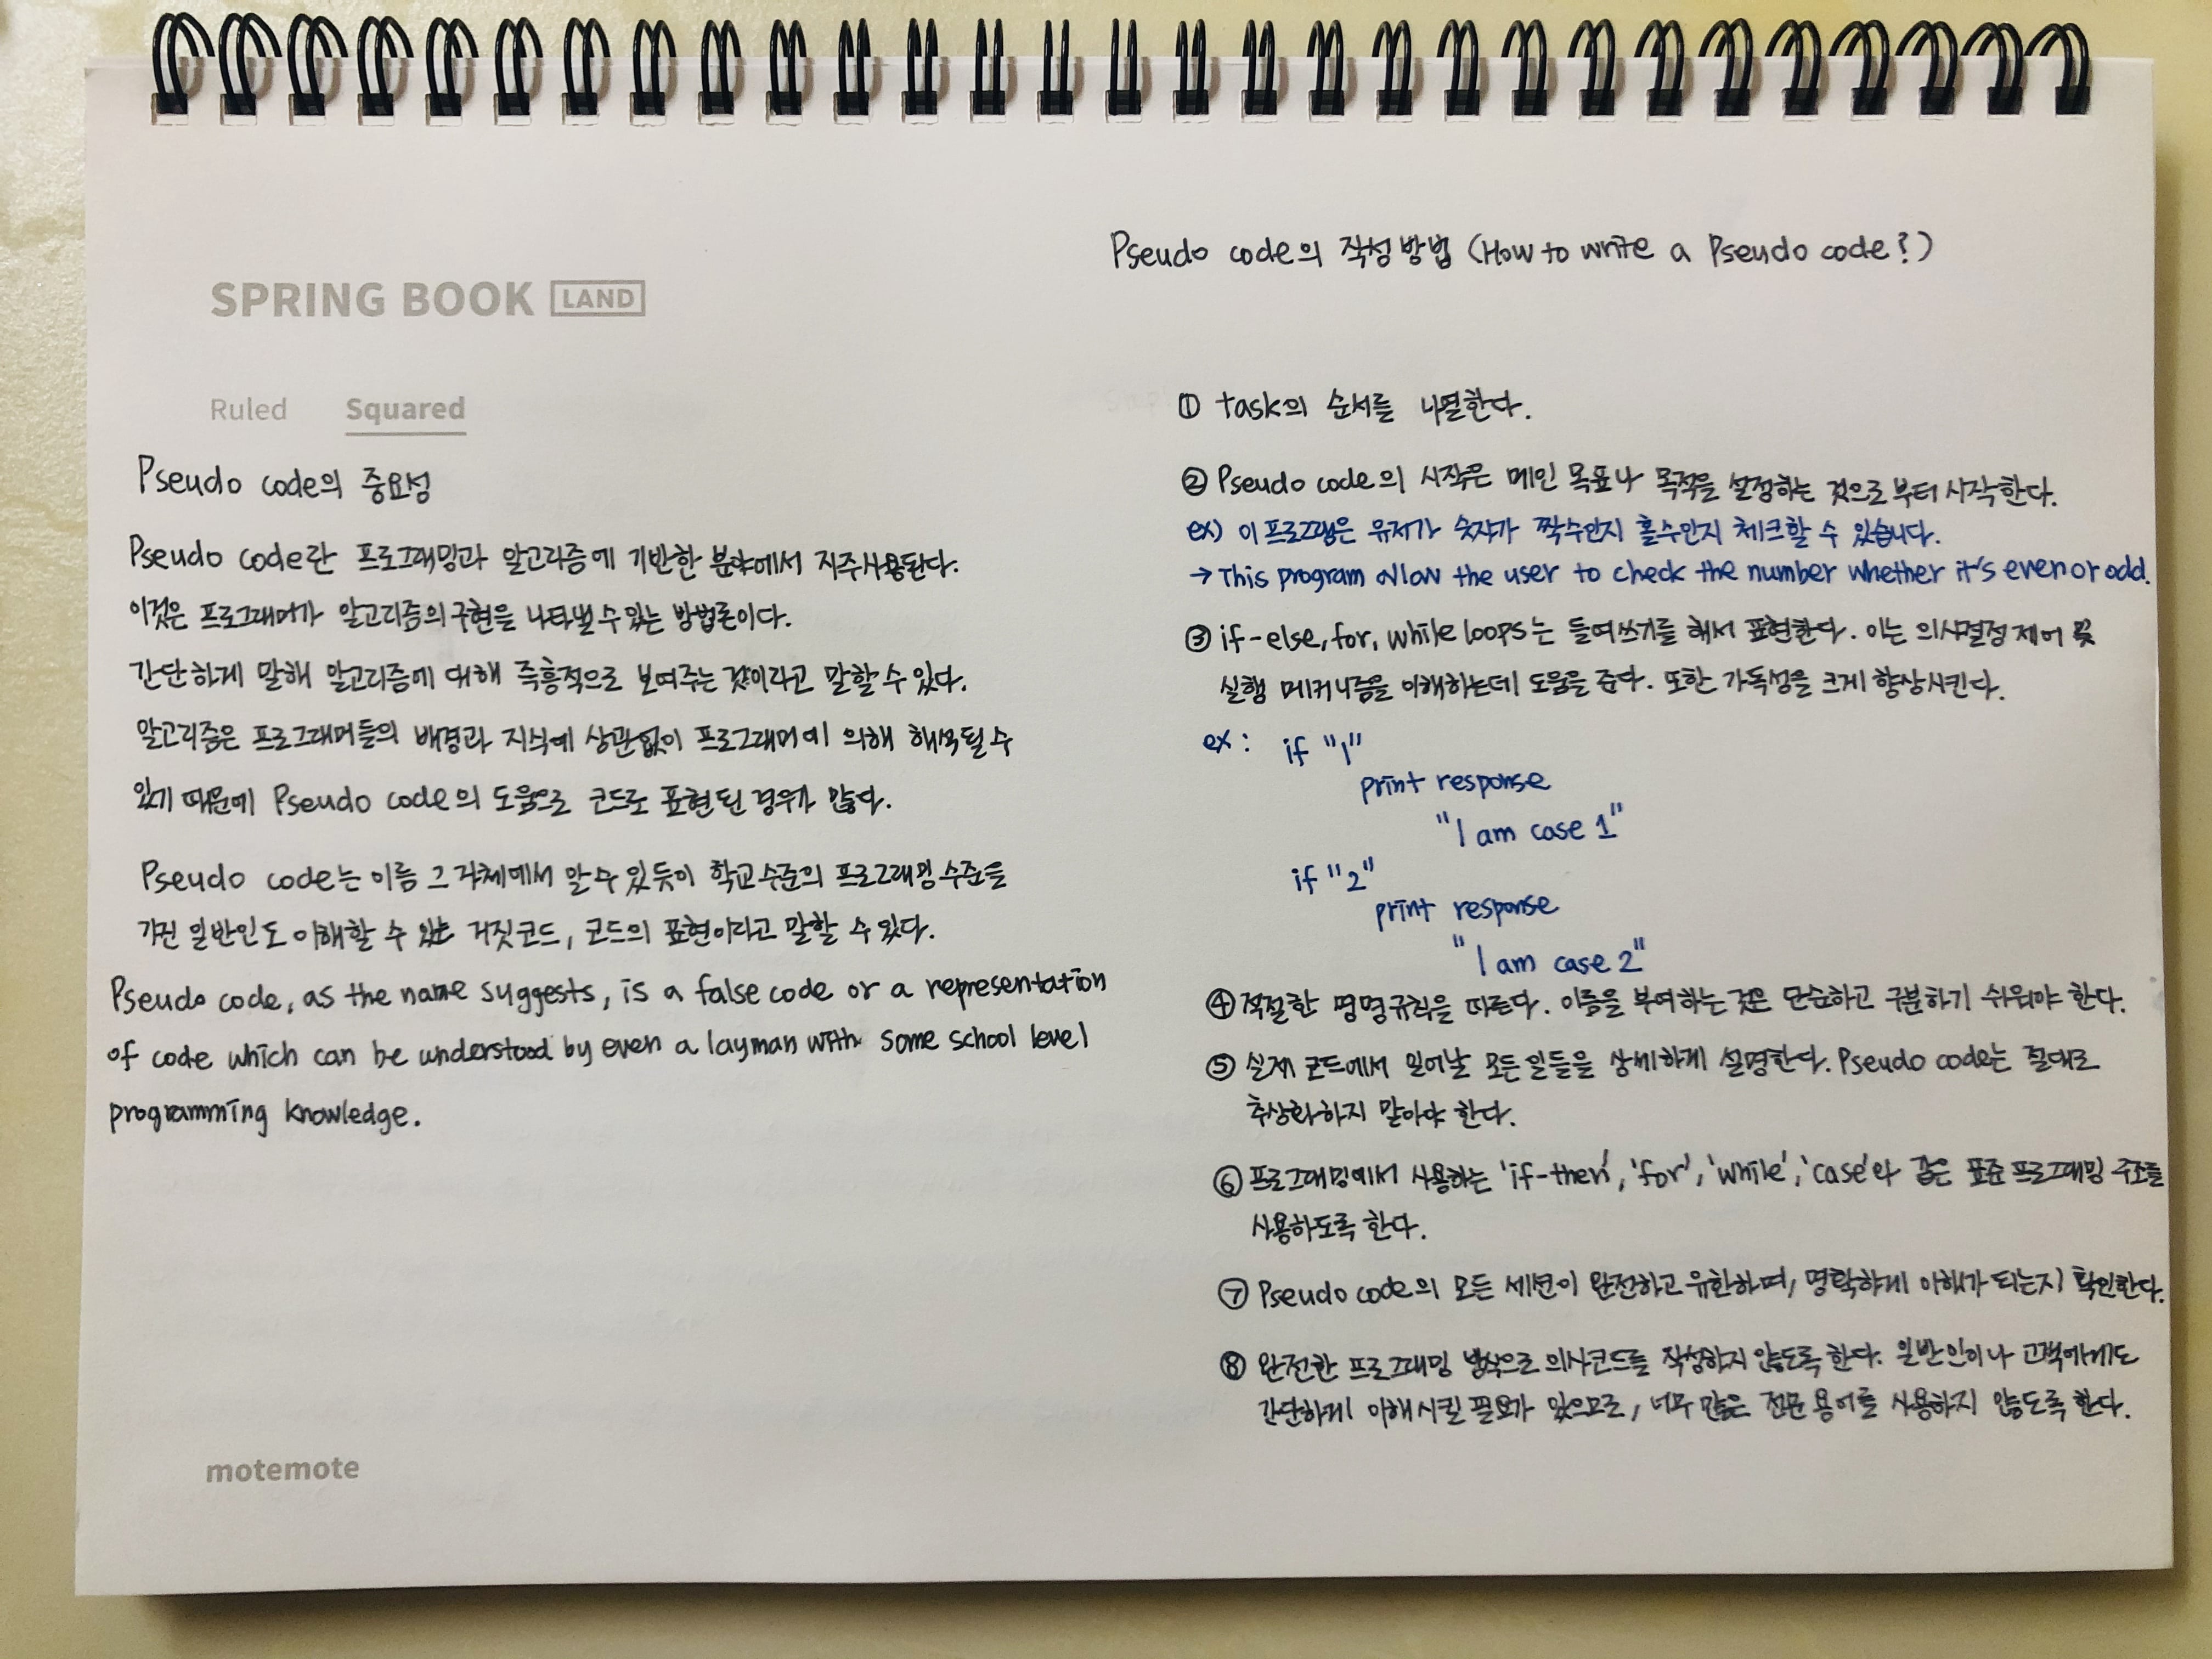 SPRING BOOK LAND
Ruled Squared
Pseudo code의 중요성
Pseudo code란 프로그래밍과 알고리즘에 기반한 분야에서 자주사용된다.
이것은 프로그래머가 알고리즘의 구현을 나타낼 수 있는 방법론이다.
간단하게 말해 알고리즘에 대해 즉흥적으로 보여주는 것이라고 말할 수 있다.
알고리즘은 프로그래머들의 배경과 지식에 상관없이 프로그래머에 의해 해석될 수
있기 때문에 Pseudo code의 도움으로 코드로 표현된 경우가 많다.
Pseudo code는 이름 그 자체에서 알 수 있듯이 학교수준의 프로그래밍 수준을
가진 일반인도 이해할 수 있는 거짓코드, 코드의 표현이라고 말할 수 있다.
Pseudo code, as the name suggests, is a false code or a representation
of code which can be understood by even a layman with some school level
programming knowledge.
motemote
Pseudo code의 작성방법 (How to write a Pseudo code?)
① task의 순서를 나열한다.
② Pseudo code의 시작은 메인 목표나 목적을 설정하는 것으로 부터 시작한다.
ex) 이 프로그램은 유저가 숫자가 짝수인지 홀수인지 체크할 수 있습니다.
→ This program allow the user to check the number whether it's even or odd.
③ if-else, for, while loops는 들여쓰기를 해서 표현한다. 이는 의사결정 제어 및
실행 메커니즘을 이해하는데 도움을 준다. 또한 가독성을 크게 향상시킨다.
ex : if "1"
print response
"I am case 1"
if "2"
print response
"I am case 2"
④ 적절한 명명규칙을 따른다. 이름을 부여하는 것은 단순하고 구분하기 쉬워야 한다.
⑤ 실제 코드에서 일어날 모든 일들을 상세하게 설명한다. Pseudo code는 절대로
추상화하지 말아야 한다.
⑥ 프로그래밍에서 사용하는 'if-then', 'for', 'while', 'case'와 같은 표준 프로그래밍 구조를
사용하도록 한다.
⑦ Pseudo code의 모든 세션이 완전하고 유한하며, 명확하게 이해가 되는지 확인한다.
⑧ 완전한 프로그래밍 방식으로 의사코드를 작성하지 않도록 한다. 일반인이나 고객에게도
간단하게 이해시킬 필요가 있으므로, 너무 많은 전문 용어를 사용하지 않도록 한다.